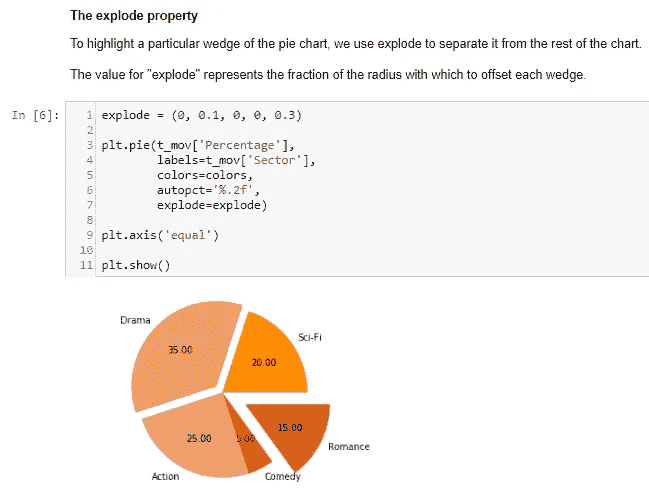 The explode property
To highlight a particular wedge of the pie chart, we use explode to separate it from the rest of the chart.
The value for "explode" represents the fraction of the radius with which to offset each wedge.
In [6]:
1 explode = (0, 0.1, 0, 0, 0.3)
2
3 plt.pie(t_mov['Percentage'],
4 labels=t_mov['Sector'],
5 colors=colors,
6 autopct='%.2f',
7 explode=explode)
8
9 plt.axis('equal')
10
11 plt.show()
Drama
Sci-Fi
35.00
20.00
15.00
25.00
5.00
Romance
Action
Comedy